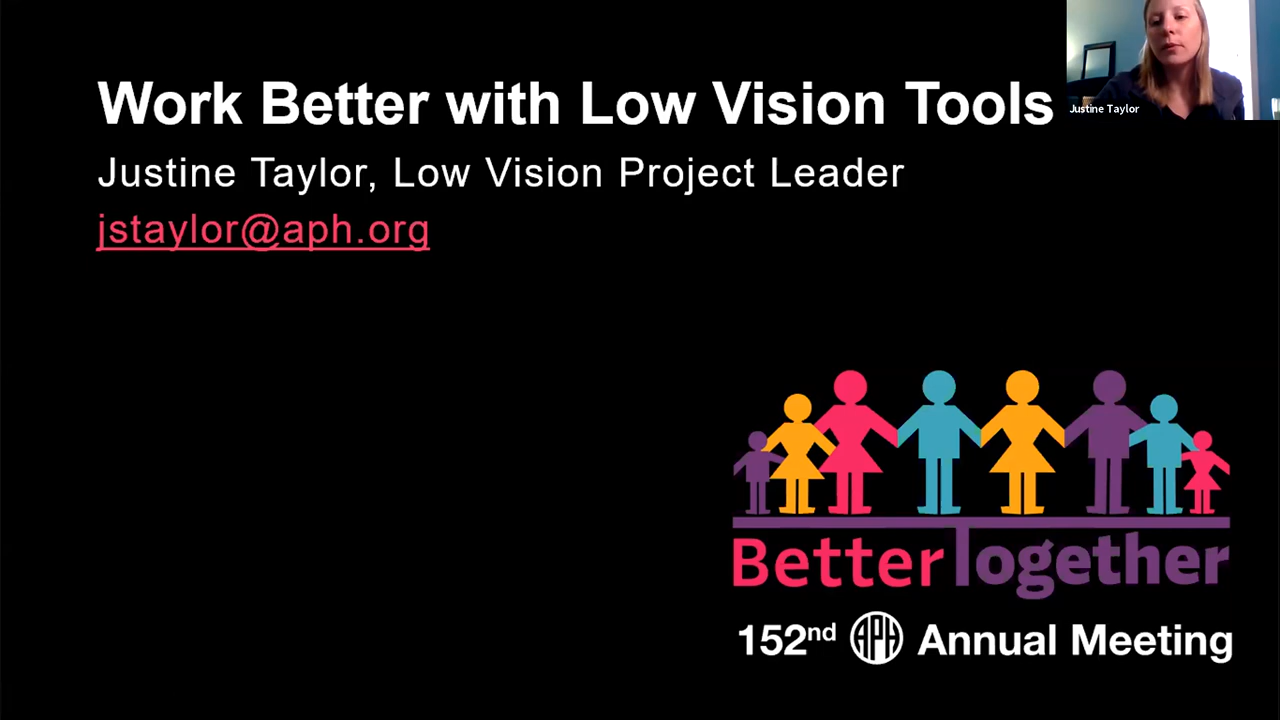 Work Better with Low Vision Tools
Justine Taylor, Low Vision Project Leader
jstaylor@aph.org
Justine Taylor
BetterTogether
152nd APH Annual Meeting